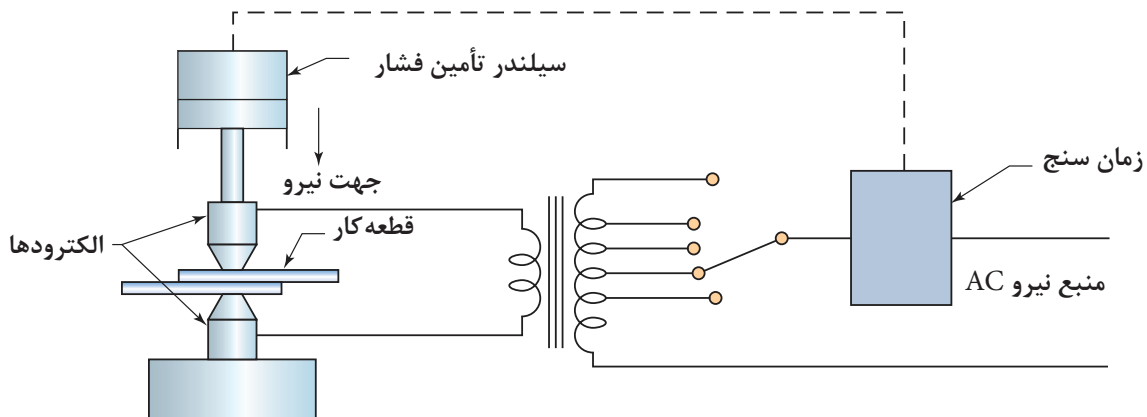 سیلندر تأمین فشار
زمان سنج
جهت نیرو
قطعه‌کار
الکترودها
منبع نیرو AC